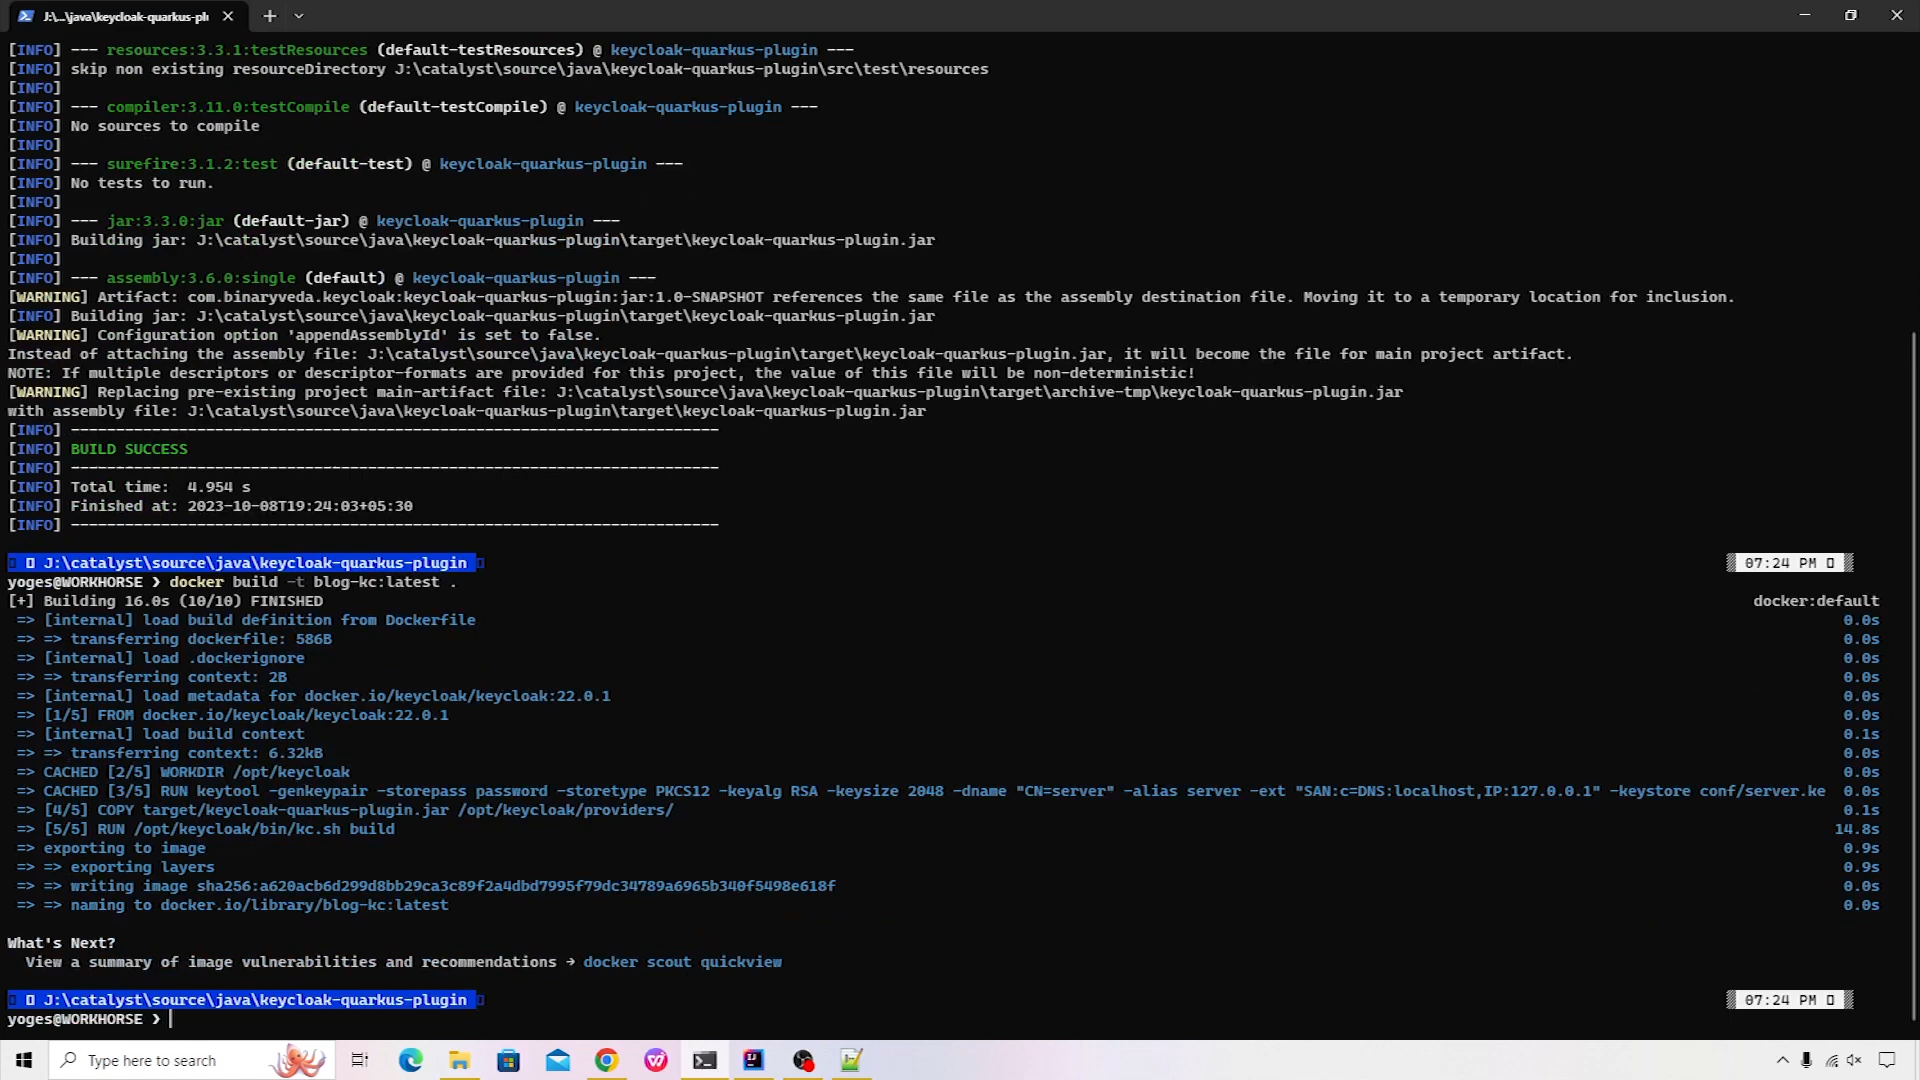 J:\...\java\keycloak-quarkus-plu
[INFO] --- resources:3.3.1:testResources (default-testResources) @ keycloak-quarkus-plugin ---
[INFO] skip non existing resourceDirectory J:\catalyst\source\java\keycloak-quarkus-plugin\src\test\resources
[INFO]
[INFO] --- compiler:3.11.0:testCompile (default-testCompile) @ keycloak-quarkus-plugin ---
[INFO] No sources to compile
[INFO]
[INFO] --- surefire:3.1.2:test (default-test) @ keycloak-quarkus-plugin ---
[INFO] No tests to run.
[INFO]
[INFO] --- jar:3.3.0:jar (default-jar) @ keycloak-quarkus-plugin ---
[INFO] Building jar: J:\catalyst\source\java\keycloak-quarkus-plugin\target\keycloak-quarkus-plugin.jar
[INFO]
[INFO] --- assembly:3.6.0:single (default) @ keycloak-quarkus-plugin ---
[WARNING] Artifact: com.binaryveda.keycloak:keycloak-quarkus-plugin:jar:1.0-SNAPSHOT references the same file as the assembly destination file. Moving it to a temporary location for inclusion.
[INFO] Building jar: J:\catalyst\source\java\keycloak-quarkus-plugin\target\keycloak-quarkus-plugin.jar
[WARNING] Configuration option 'appendAssemblyId' is set to false.
Instead of attaching the assembly file: J:\catalyst\source\java\keycloak-quarkus-plugin\target\keycloak-quarkus-plugin.jar, it will become the file for main project artifact.
NOTE: If multiple descriptors or descriptor-formats are provided for this project, the value of this file will be non-deterministic!
[WARNING] Replacing pre-existing project main-artifact file: J:\catalyst\source\java\keycloak-quarkus-plugin\target\archive-tmp\keycloak-quarkus-plugin.jar
with assembly file: J:\catalyst\source\java\keycloak-quarkus-plugin\target\keycloak-quarkus-plugin.jar
[INFO] ------------------------------------------------------------------------
[INFO] BUILD SUCCESS
[INFO] ------------------------------------------------------------------------
[INFO] Total time:  4.954 s
[INFO] Finished at: 2023-10-08T19:24:03+05:30
[INFO] ------------------------------------------------------------------------
J:\catalyst\source\java\keycloak-quarkus-plugin 07:24 PM
yoges@WORKHORSE ❯ docker build -t blog-kc:latest .
[+] Building 16.0s (10/10) FINISHED docker:default
=> [internal] load build definition from Dockerfile 0.0s
=> => transferring dockerfile: 586B 0.0s
=> [internal] load .dockerignore 0.0s
=> => transferring context: 2B 0.0s
=> [internal] load metadata for docker.io/keycloak/keycloak:22.0.1 0.0s
=> [1/5] FROM docker.io/keycloak/keycloak:22.0.1 0.0s
=> [internal] load build context 0.1s
=> => transferring context: 6.32kB 0.0s
=> CACHED [2/5] WORKDIR /opt/keycloak 0.0s
=> CACHED [3/5] RUN keytool -genkeypair -storepass password -storetype PKCS12 -keyalg RSA -keysize 2048 -dname "CN=server" -alias server -ext "SAN:c=DNS:localhost,IP:127.0.0.1" -keystore conf/server.ke 0.0s
=> [4/5] COPY target/keycloak-quarkus-plugin.jar /opt/keycloak/providers/ 0.1s
=> [5/5] RUN /opt/keycloak/bin/kc.sh build 14.8s
=> exporting to image 0.9s
=> => exporting layers 0.9s
=> => writing image sha256:a620acb6d299d8bb29ca3c89f2a4dbd7995f79dc34789a6965b340f5498e618f 0.0s
=> => naming to docker.io/library/blog-kc:latest 0.0s
What's Next?
View a summary of image vulnerabilities and recommendations → docker scout quickview
J:\catalyst\source\java\keycloak-quarkus-plugin 07:24 PM
yoges@WORKHORSE ❯
Type here to search